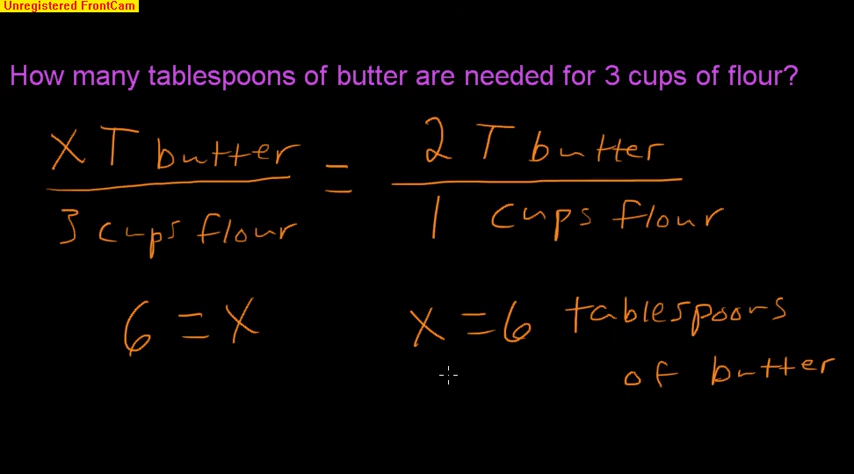 Unregistered FrontCam
How many tablespoons of butter are needed for 3 cups of flour?
X T butter = 2 T butter
3 cups flour 1 cups flour
6 = X
X = 6 tablespoons
of butter